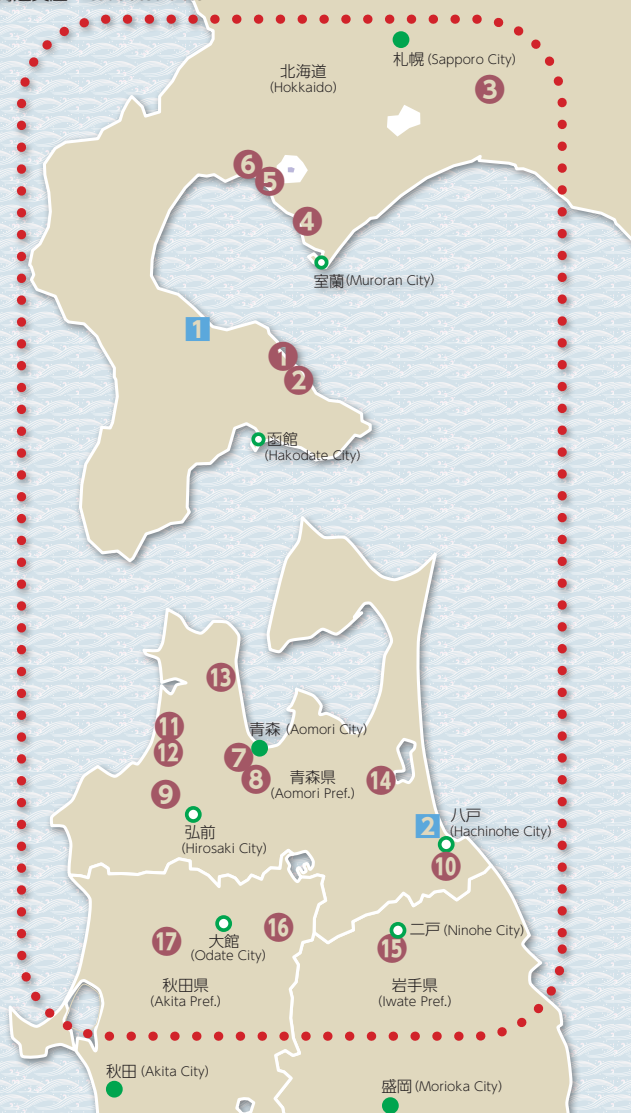 札幌 (Sapporo City)
北海道
(Hokkaido)
3
6
5
4
室蘭 (Muroran City)
1
1
2
函館
(Hakodate City)
13
11
青森 (Aomori City)
12
7
8
青森県
(Aomori Pref.)
14
9
弘前
(Hirosaki City)
2
八戸
(Hachinohe City)
10
17
大館
(Odate City)
16
二戸 (Ninohe City)
15
秋田県
(Akita Pref.)
岩手県
(Iwate Pref.)
秋田 (Akita City)
盛岡 (Morioka City)